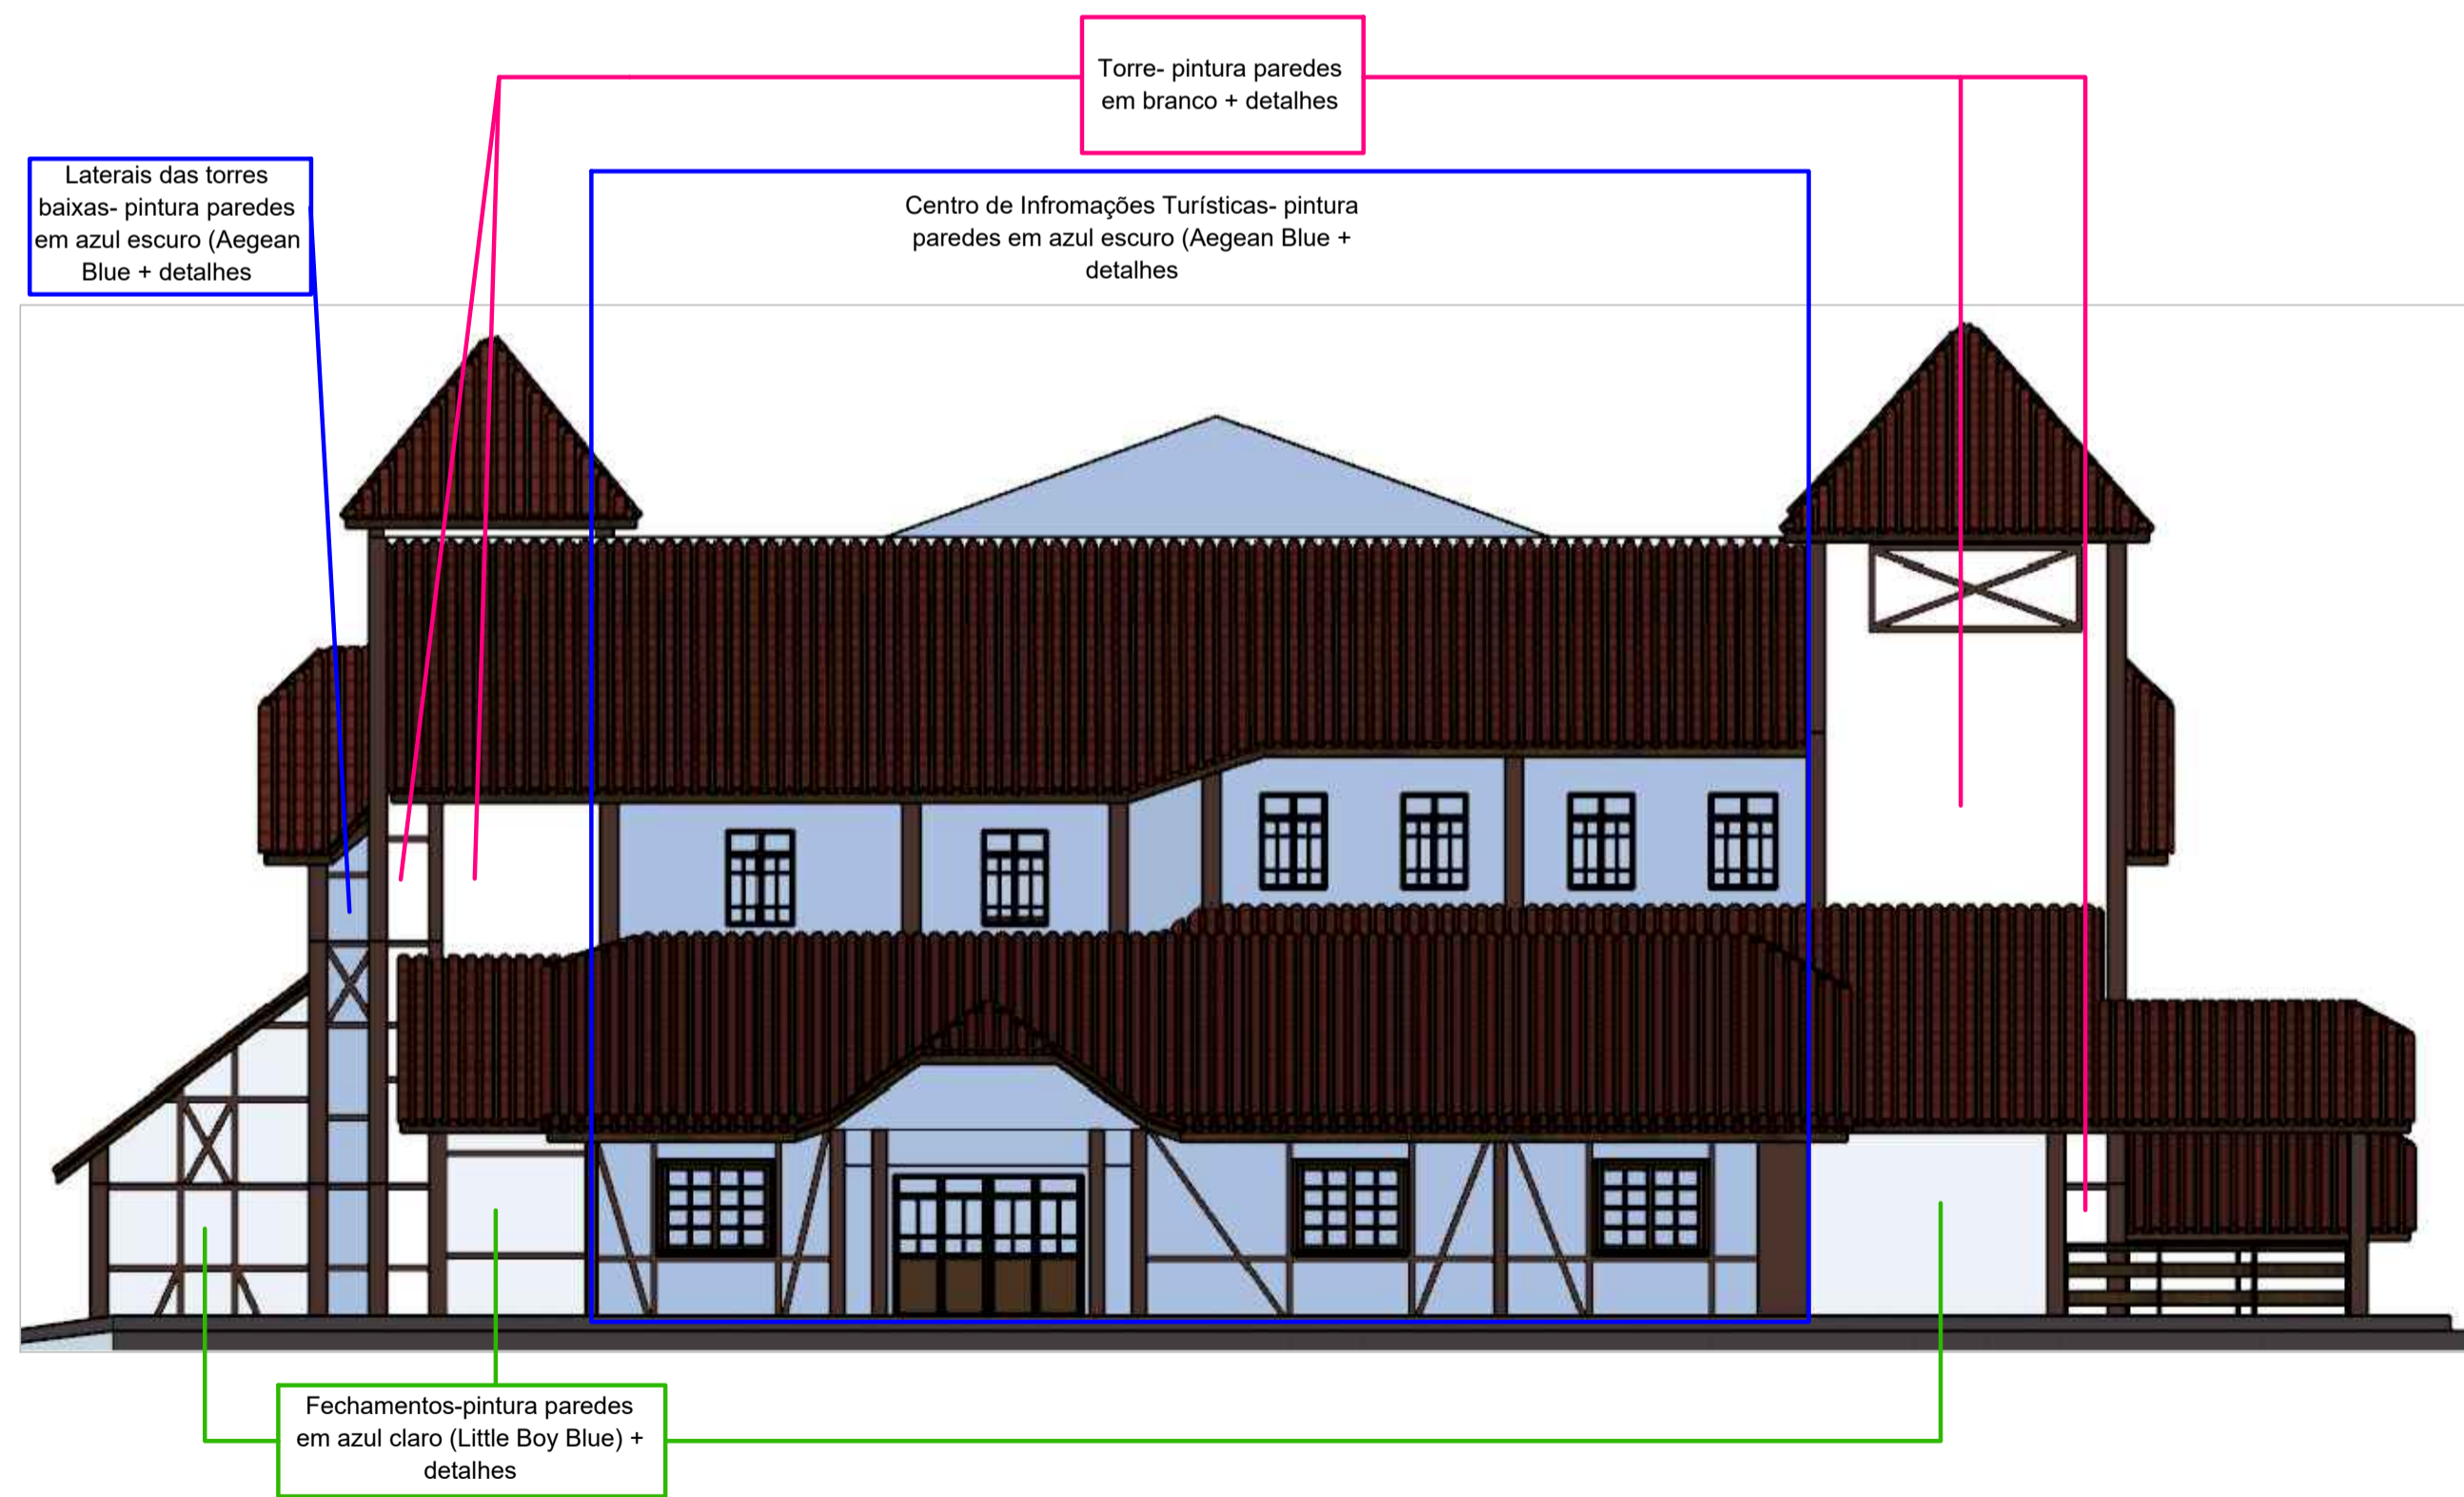 Torre- pintura paredes
em branco + detalhes
Laterais das torres
baixas- pintura paredes
em azul escuro (Aegean
Blue + detalhes
Centro de Infromações Turísticas- pintura
paredes em azul escuro (Aegean Blue +
detalhes
Fechamentos-pintura paredes
em azul claro (Little Boy Blue) +
detalhes